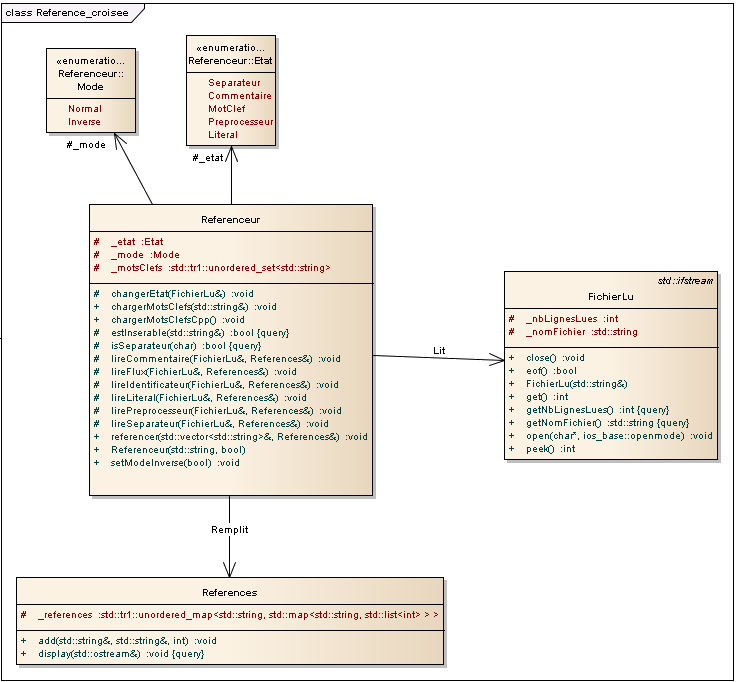 class Reference_croisee
«enumeratio...
Referenceur::
Mode
Normal
Inverse
#_mode
«enumeratio...
Referenceur::Etat
Separateur
Commentaire
MotClef
Preprocesseur
Literal
#_etat
Referenceur
# _etat :Etat
# _mode :Mode
# _motsClefs :std::tr1::unordered_set<std::string>
# changerEtat(FichierLu&) :void
+ chargerMotsClefs(std::string&) :void
+ chargerMotsClefsCpp() :void
# estInserable(std::string&) :bool {query}
# isSeparateur(char) :bool {query}
# lireCommentaire(FichierLu&, References&) :void
# lireFlux(FichierLu&, References&) :void
# lireIdentificateur(FichierLu&, References&) :void
# lireLiteral(FichierLu&, References&) :void
# lirePreprocesseur(FichierLu&, References&) :void
# lireSeparateur(FichierLu&, References&) :void
+ referencer(std::vector<std::string>&, References&) :void
+ Referenceur(std::string, bool)
+ setModeInverse(bool) :void
Lit
std::ifstream
FichierLu
# _nbLignesLues :int
# _nomFichier :std::string
+ close() :void
+ eof() :bool
+ FichierLu(std::string&)
+ get() :int
+ getNbLignesLues() :int {query}
+ getNomFichier() :std::string {query}
+ open(char*, ios_base::openmode) :void
+ peek() :int
Remplit
References
# _references :std::tr1::unordered_map<std::string, std::map<std::string, std::list<int> > >
+ add(std::string&, std::string&, int) :void
+ display(std::ostream&) :void {query}